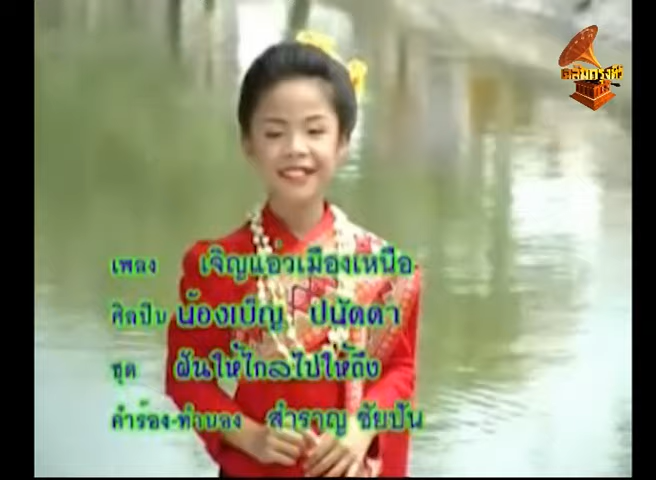 เพลง เจิญแอ่วเมืองเหนือ
ศิลปิน น้องเบ็ญ ปนัดดา
ชุด ฝันให้ไกลไปให้ถึง
คำร้อง-ทำนอง สำราญ ชัยปัน